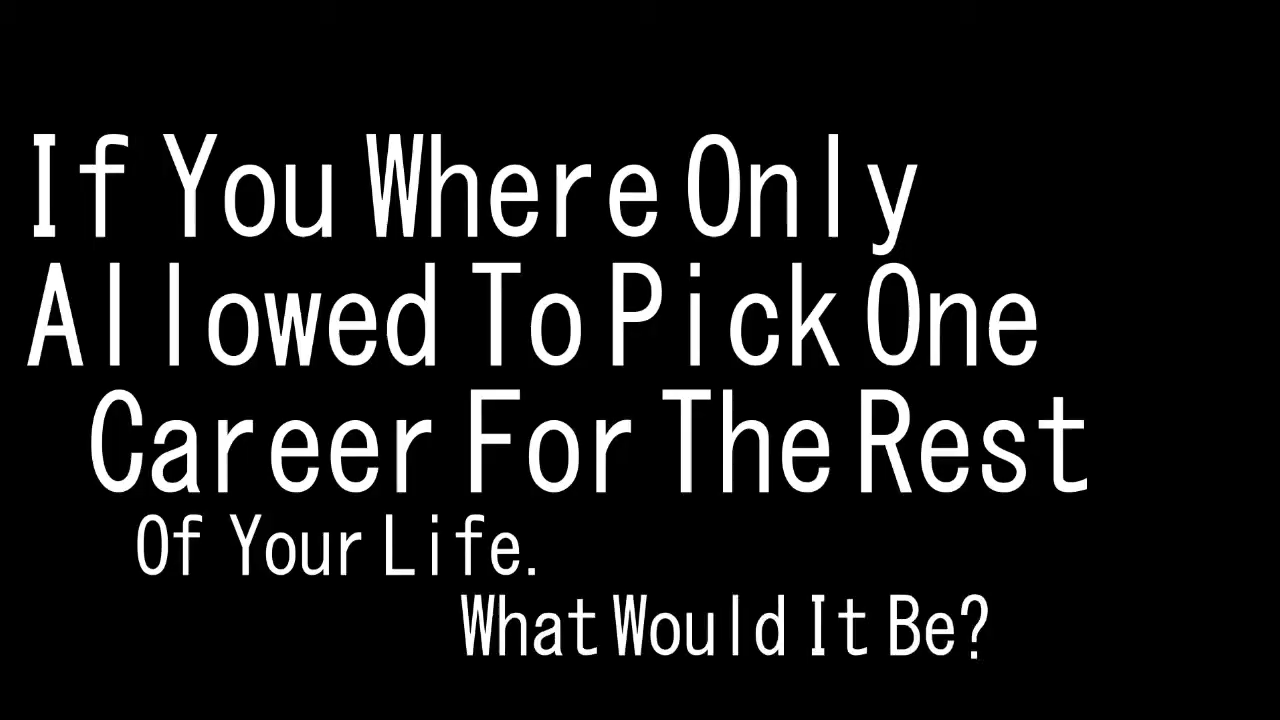 If You Where Only
Allowed To Pick One
Career For The Rest
Of Your Life.
What Would It Be?